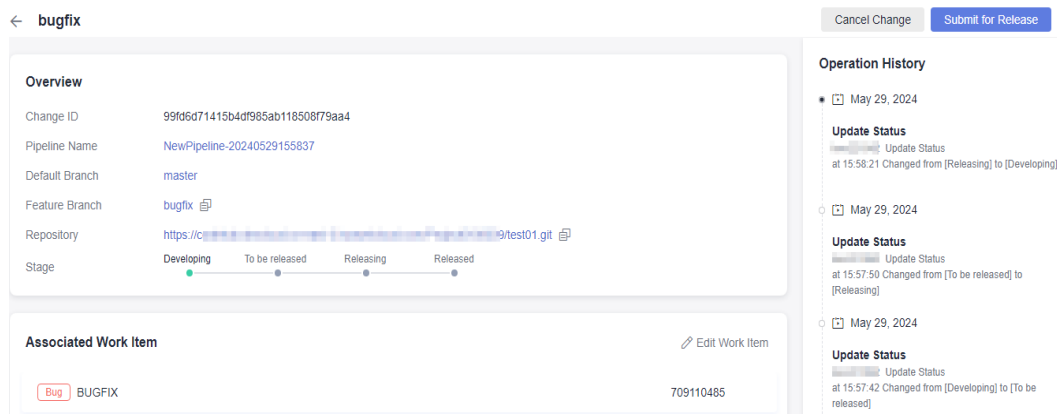 bugfix
Cancel Change
Submit for Release
Overview
Change ID 99fd6d71415b4df985ab118508f79aa4
Pipeline Name NewPipeline-20240529155837
Default Branch master
Feature Branch bugfix
Repository https://c 9/test01.git
Stage Developing To be released Releasing Released
Associated Work Item Edit Work Item
Bug BUGFIX 709110485
Operation History
May 29, 2024
Update Status
Update Status
at 15:58:21 Changed from [Releasing] to [Developing]
May 29, 2024
Update Status
Update Status
at 15:57:50 Changed from [To be released] to
[Releasing]
May 29, 2024
Update Status
Update Status
at 15:57:42 Changed from [Developing] to [To be
released]